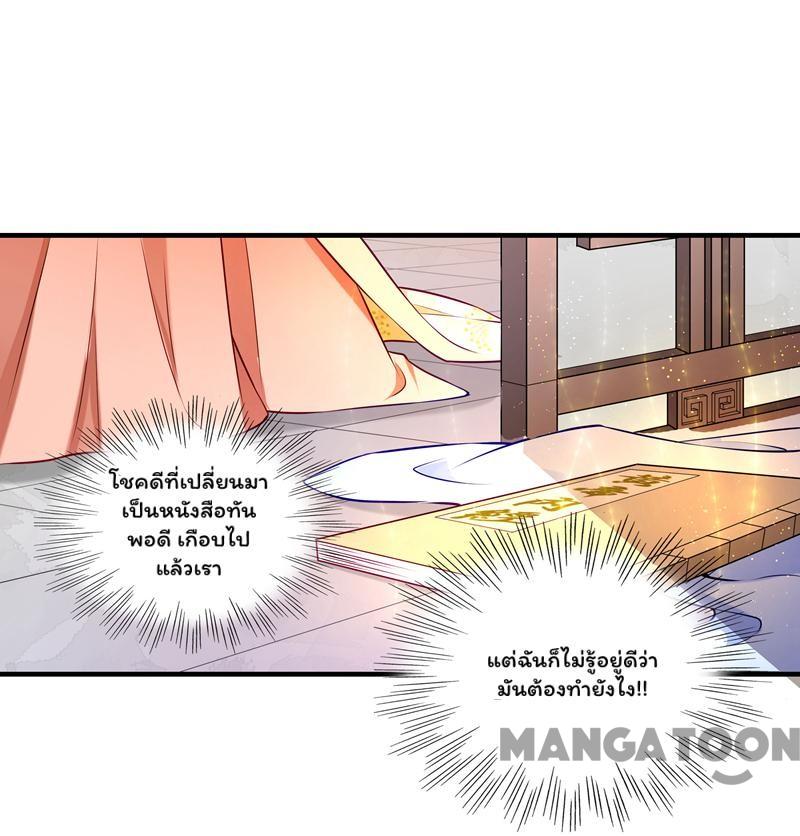 โชคดีที่เปลี่ยนมา
เป็นหนังสือทัน
พอดี เกือบไป
แล้วเรา
แต่ฉันก็ไม่รู้อยู่ดีว่า
มันต้องทำยังไง!!
MANGATOON